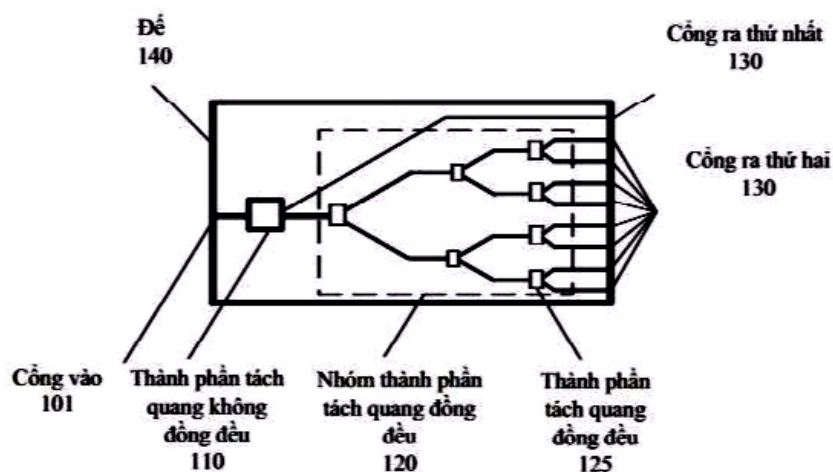 Đế
140
Cổng ra thứ nhất
130
Cổng ra thứ hai
130
Cổng vào
101
Thành phần tách
quang không
đồng đều
110
Nhóm thành phần
tách quang đồng
đều
120
Thành phần
tách quang
đồng đều
125